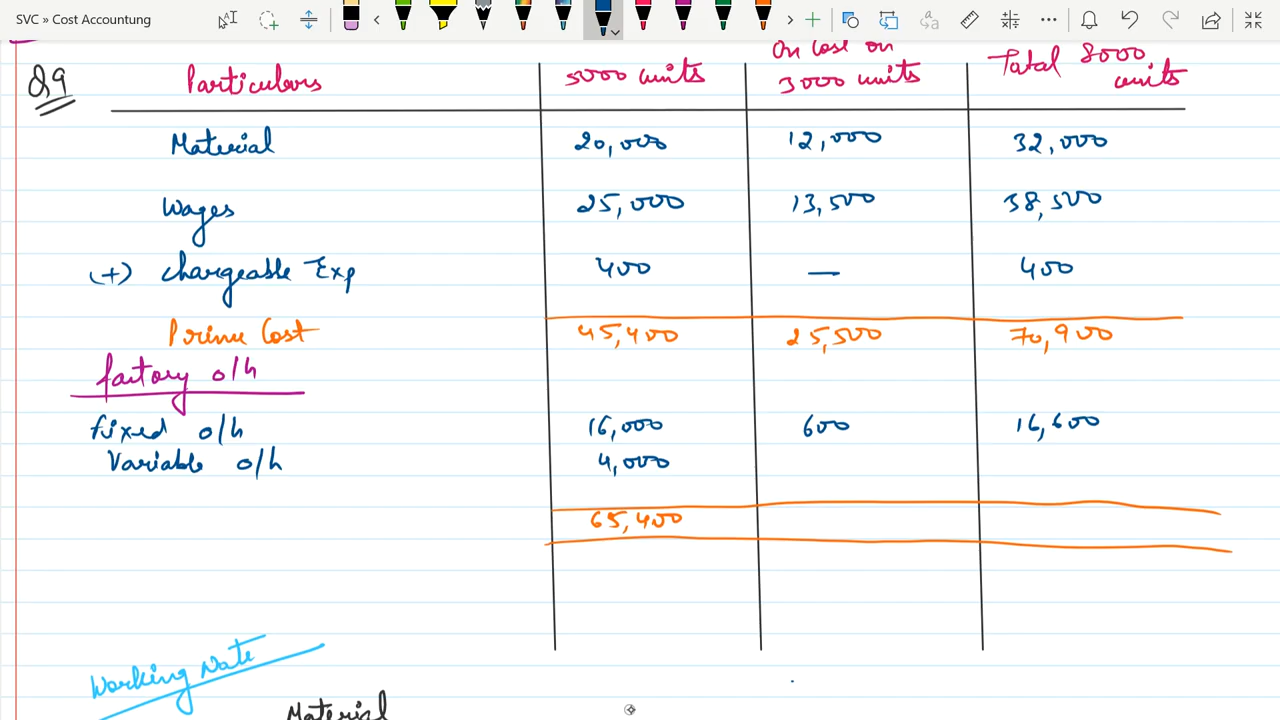 SVC » Cost Accountung
Q9 Particulars 5000 units On Cost on 3000 units Total 8000 units
Material 20,000 12,000 32,000
Wages 25,000 13,500 38,500
(+) Chargeable Exp 400 — 400
Prime Cost 45,400 25,500 70,900
factory o/h
fixed o/h 16,000 600 16,600
Variable o/h 4,000
65,400
Working Note
Material